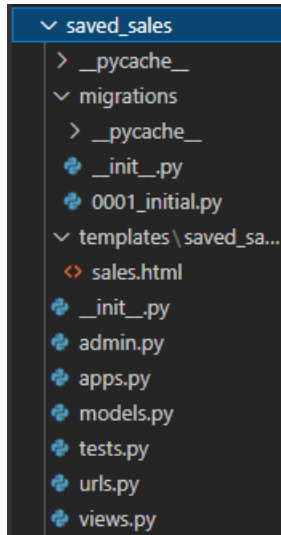 saved_sales
__pycache__
migrations
__pycache__
__init__.py
0001_initial.py
templates\saved_sa...
sales.html
__init__.py
admin.py
apps.py
models.py
tests.py
urls.py
views.py